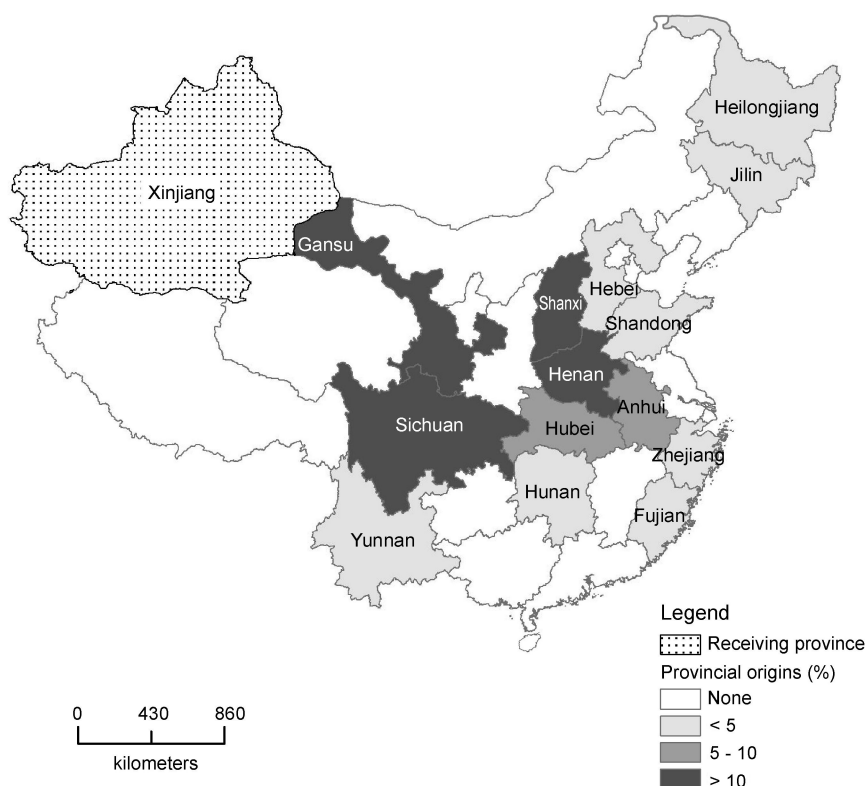 Heilongjiang
Jilin
Xinjiang
Gansu
Hebei
Shanxi
Shandong
Henan
Anhui
Sichuan
Hubei
Zhejiang
Hunan
Fujian
Yunnan
Legend
Receiving province
Provincial origins (%)
None
< 5
5 - 10
> 10
0 430 860
kilometers